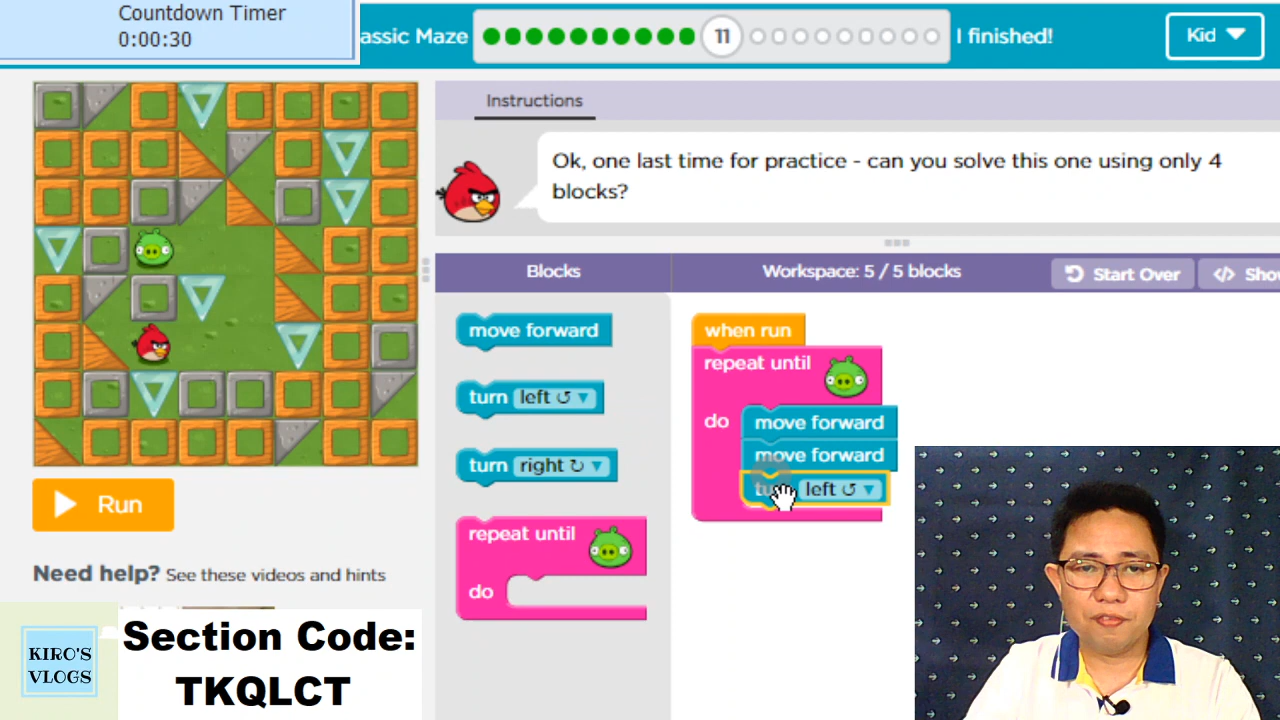 Countdown Timer
0:00:30
assic Maze
11
I finished!
Kid
Instructions
Ok, one last time for practice - can you solve this one using only 4
blocks?
Blocks
Workspace: 5 / 5 blocks
Start Over
</> Show
move forward
turn left ↺ ▼
turn right ↻ ▼
repeat until
do
when run
repeat until
do
move forward
move forward
left ↺ ▼
Run
Need help? See these videos and hints
KIRO'S
VLOGS
Section Code:
TKQLCT